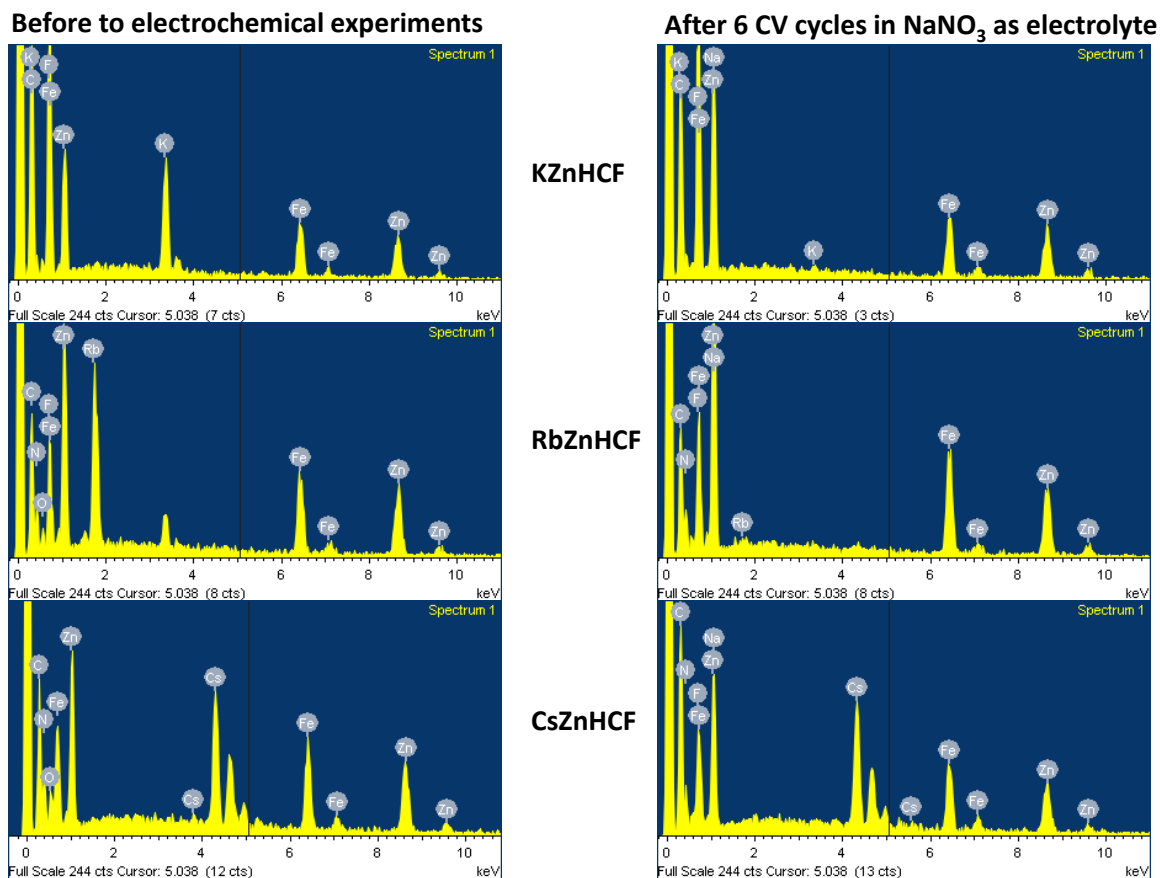 Before to electrochemical experiments
After 6 CV cycles in NaNO₃ as electrolyte
Spectrum 1
K F
C Fe
Zn K Fe Fe Zn Zn
0 2 4 6 8 10
Full Scale 244 cts Cursor: 5.038 (7 cts) keV
KZnHCF
Spectrum 1
K Na
C Zn
F
Fe
K Fe Fe Zn Zn
0 2 4 6 8 10
Full Scale 244 cts Cursor: 5.038 (3 cts) keV
Spectrum 1
Zn Rb
C F
N Fe
O Fe Fe Zn Zn
0 2 4 6 8 10
Full Scale 244 cts Cursor: 5.038 (8 cts) keV
RbZnHCF
Spectrum 1
Zn
Na
Fe
C F
N Rb Fe Fe Zn Zn
0 2 4 6 8 10
Full Scale 244 cts Cursor: 5.038 (8 cts) keV
Spectrum 1
C Zn
N Fe
O Cs Cs Fe Fe Zn Zn
0 2 4 6 8 10
Full Scale 244 cts Cursor: 5.038 (12 cts) keV
CsZnHCF
Spectrum 1
C Na
N Zn
F
Fe Cs Cs Fe Fe Zn Zn
0 2 4 6 8 10
Full Scale 244 cts Cursor: 5.038 (13 cts) keV